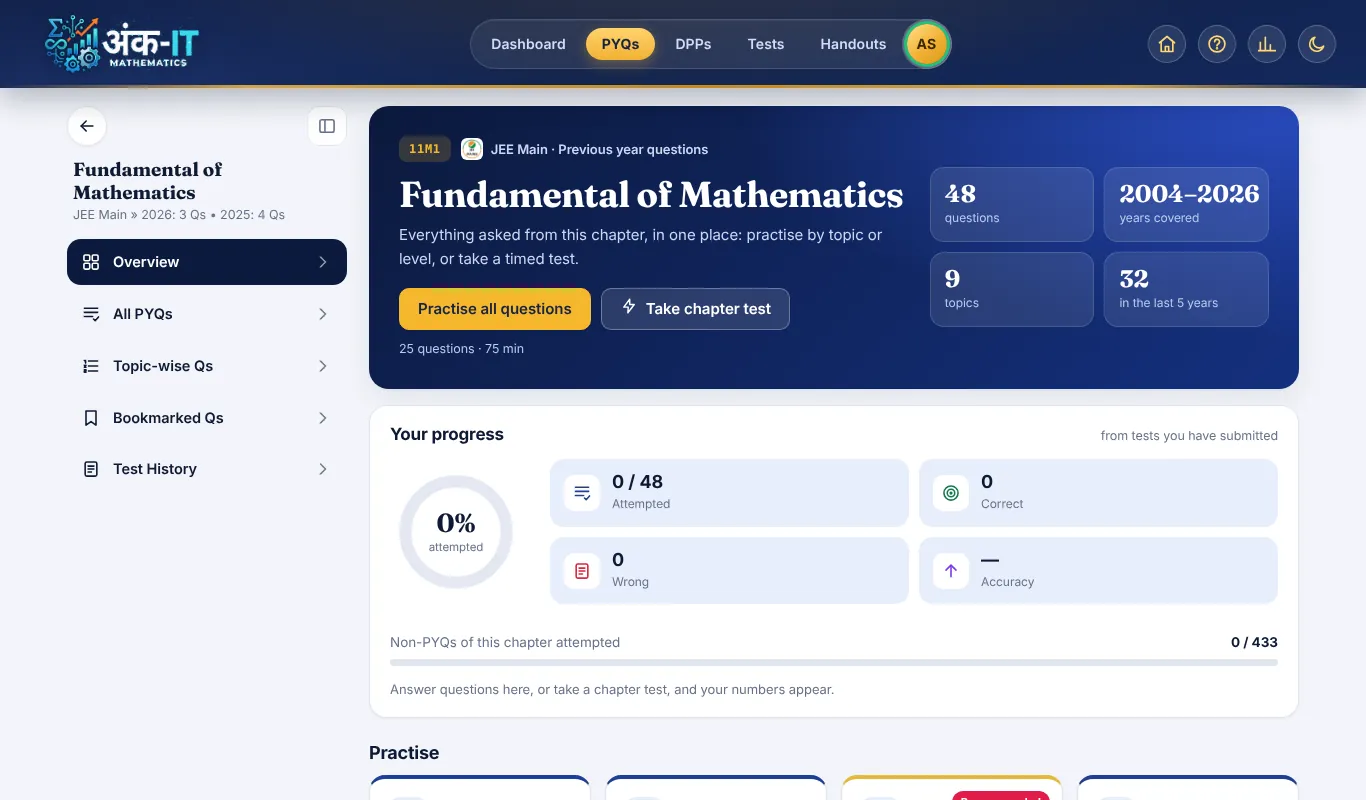 अंक-IT
MATHEMATICS
Dashboard
PYQs
DPPs
Tests
Handouts
AS
Fundamental of
Mathematics
JEE Main » 2026: 3 Qs • 2025: 4 Qs
Overview
All PYQs
Topic-wise Qs
Bookmarked Qs
Test History
11M1
JEE Main · Previous year questions
Fundamental of Mathematics
Everything asked from this chapter, in one place: practise by topic or
level, or take a timed test.
Practise all questions
Take chapter test
25 questions · 75 min
48
questions
2004–2026
years covered
9
topics
32
in the last 5 years
Your progress
from tests you have submitted
0%
attempted
0 / 48
Attempted
0
Correct
0
Wrong
—
Accuracy
Non-PYQs of this chapter attempted
0 / 433
Answer questions here, or take a chapter test, and your numbers appear.
Practise